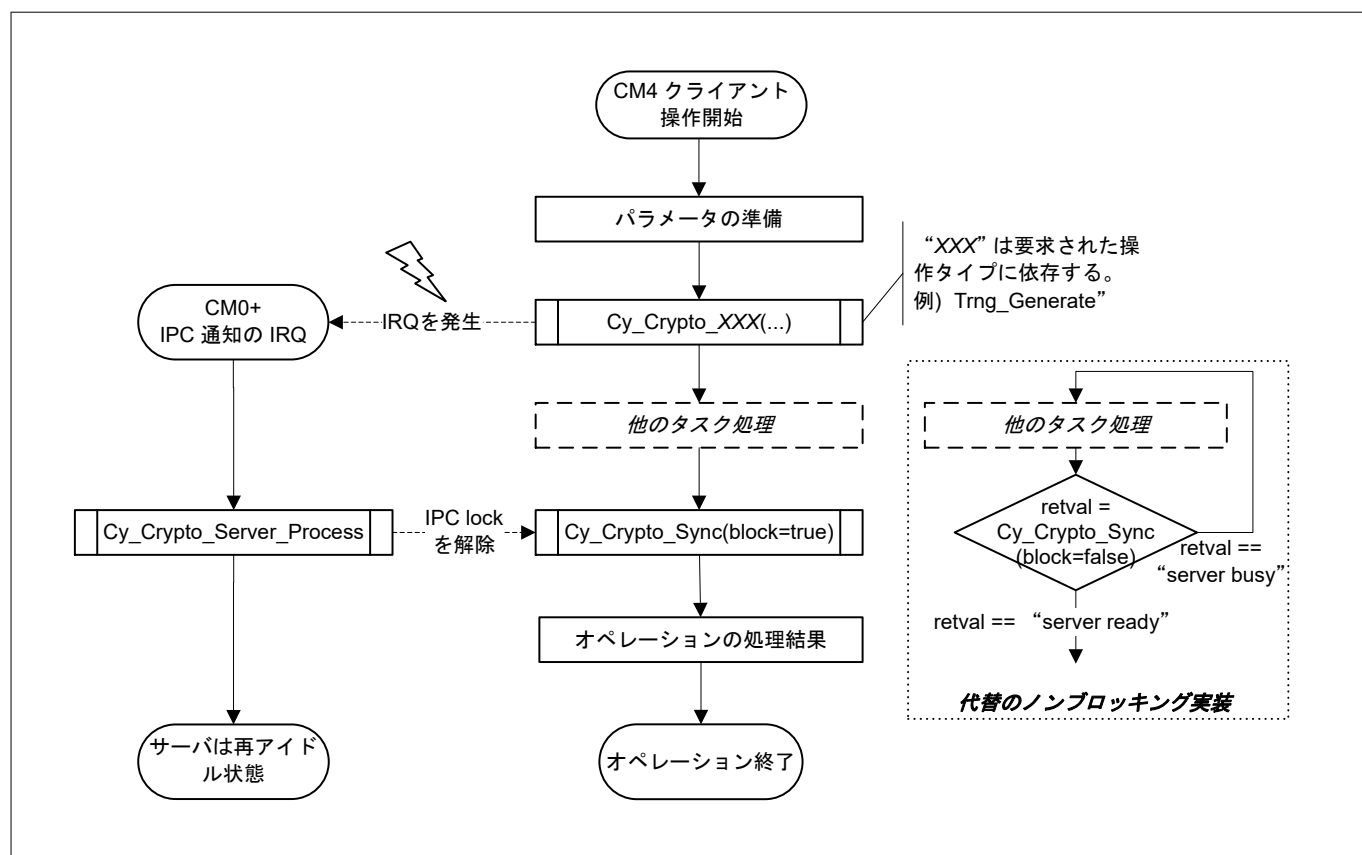 CM4 クライアント
操作開始
パラメータの準備
“XXX”は要求された操
作タイプに依存する。
例) Trng_Generate”
CM0+
IPC 通知の IRQ
IRQを発生
Cy_Crypto_XXX(...)
他のタスク処理
他のタスク処理
Cy_Crypto_Server_Process
IPC lock
を解除
Cy_Crypto_Sync(block=true)
retval =
Cy_Crypto_Sync
(block=false)
retval ==
“server busy”
retval == “server ready”
オペレーションの処理結果
代替のノンブロッキング実装
サーバは再アイド
ル状態
オペレーション終了